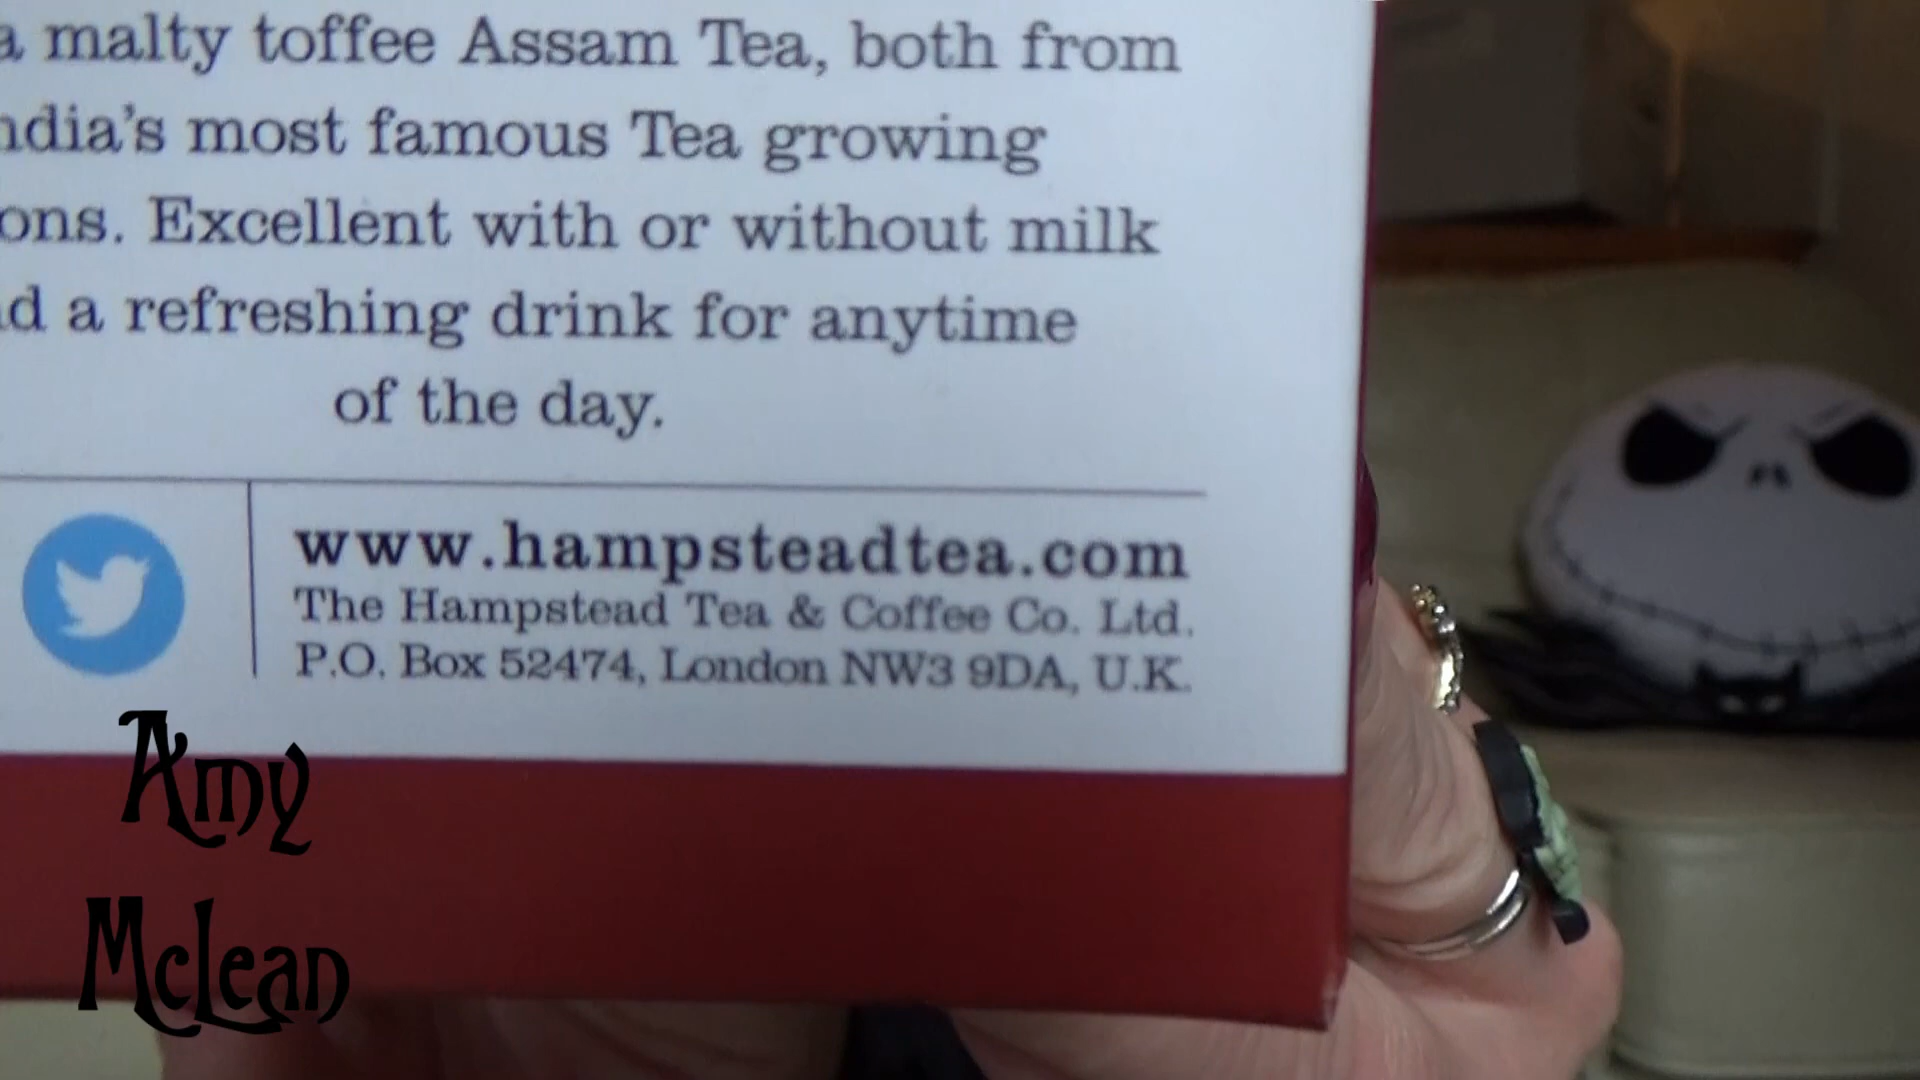 a malty toffee Assam Tea, both from
ndia's most famous Tea growing
ons. Excellent with or without milk
d a refreshing drink for anytime
of the day.
www.hampsteadtea.com
The Hampstead Tea & Coffee Co. Ltd.
P.O. Box 52474, London NW3 9DA, U.K.
Amy
McLean